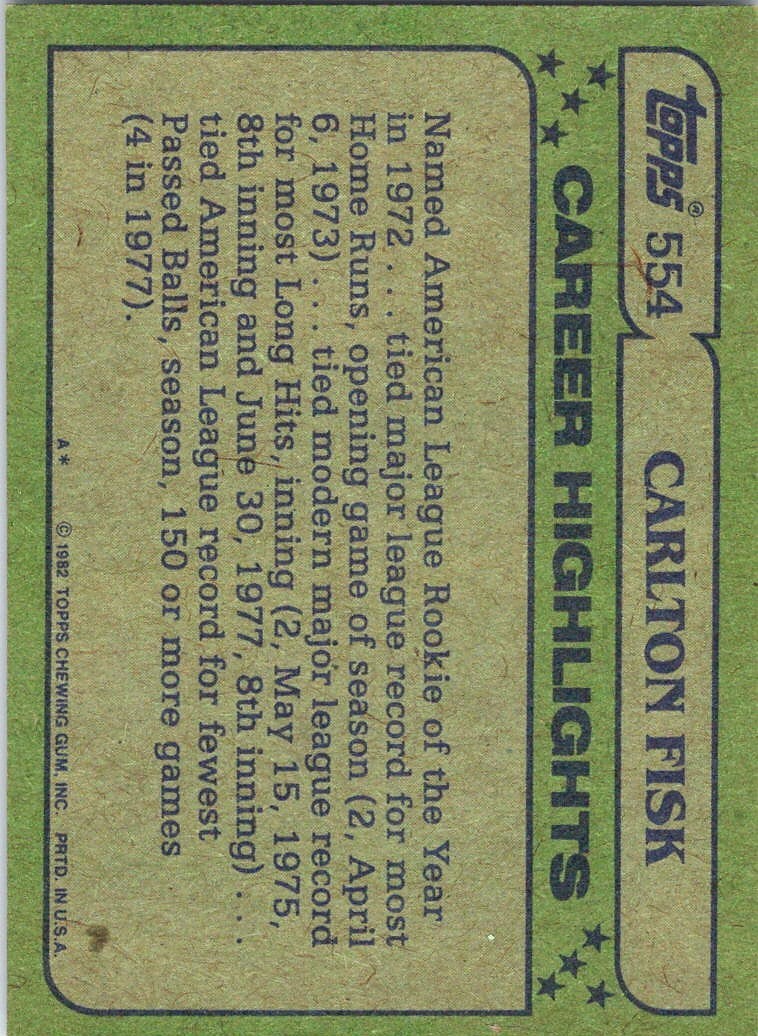 topps® 554 CARLTON FISK
CAREER HIGHLIGHTS
Named American League Rookie of the Year
in 1972 . . . tied major league record for most
Home Runs, opening game of season (2, April
6, 1973) . . . tied modern major league record
for most Long Hits, inning (2, May 15, 1975,
8th inning and June 30, 1977, 8th inning) . . .
tied American League record for fewest
Passed Balls, season, 150 or more games
(4 in 1977).
A* © 1982 TOPPS CHEWING GUM, INC. PRTD. IN U.S.A.